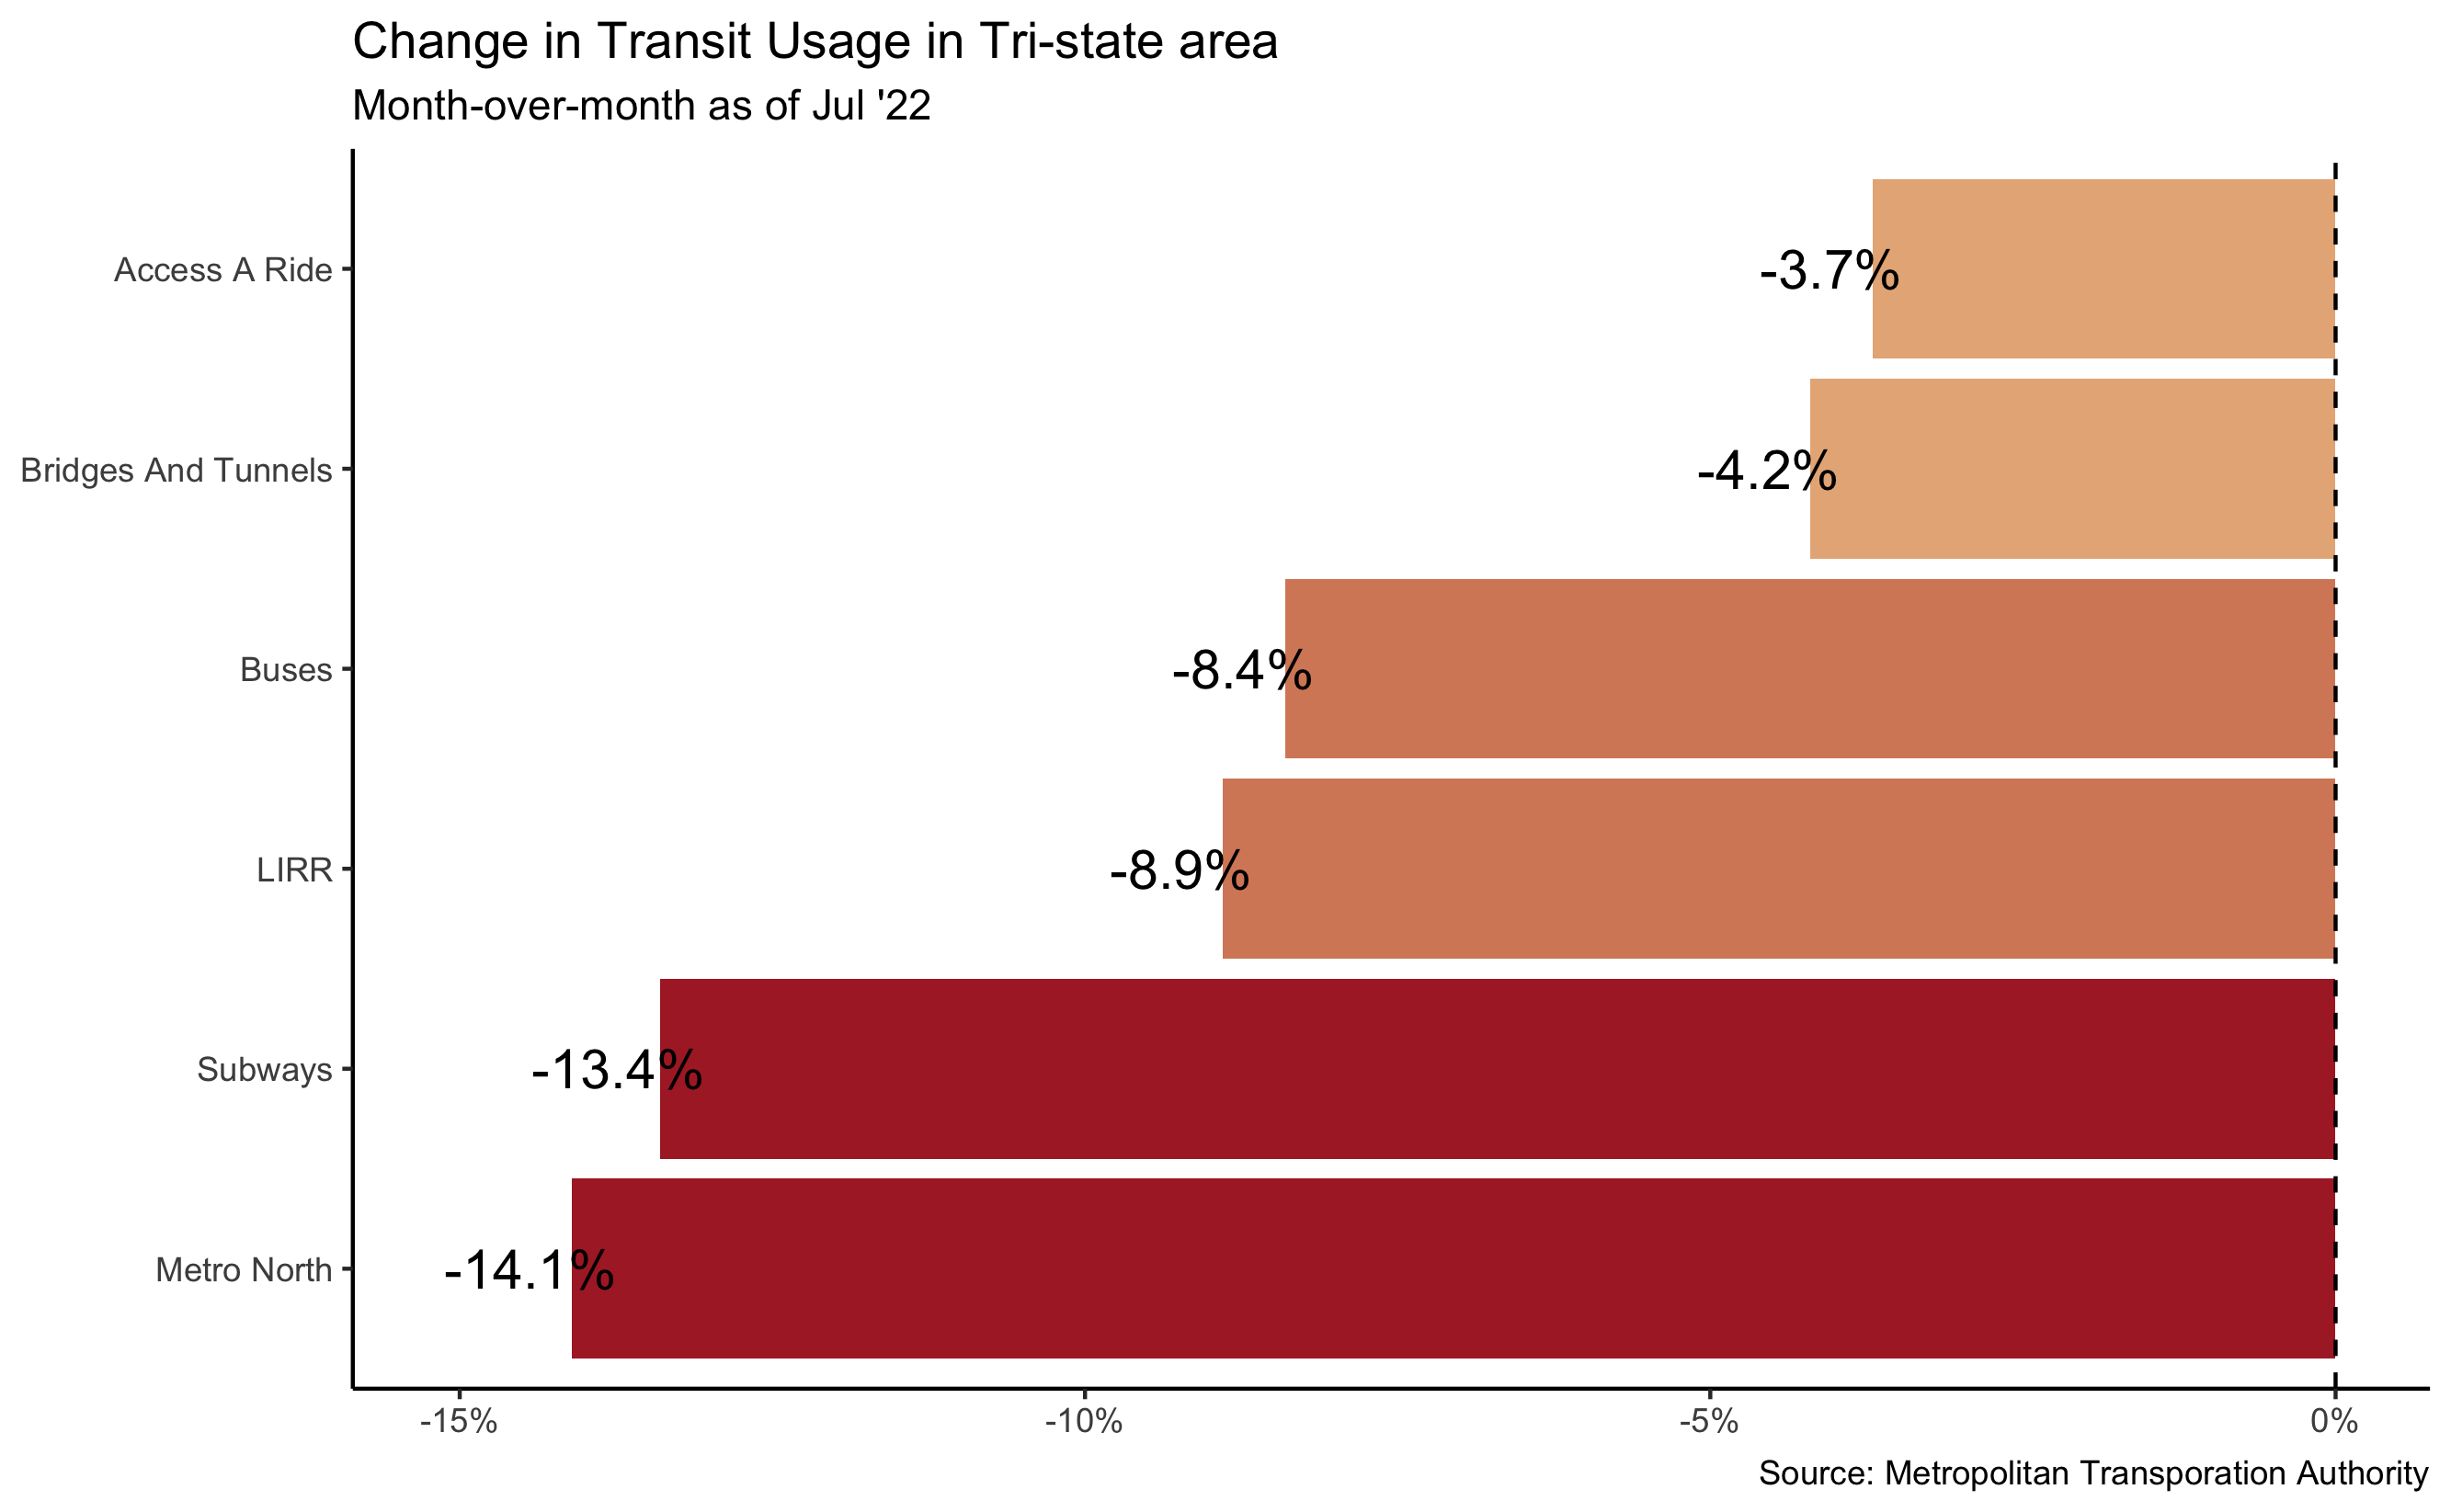 Change in Transit Usage in Tri-state area
Month-over-month as of Jul '22
Access A Ride
-3.7%
Bridges And Tunnels
-4.2%
Buses
-8.4%
LIRR
-8.9%
Subways
-13.4%
Metro North
-14.1%
-15%
-10%
-5%
0%
Source: Metropolitan Transporation Authority